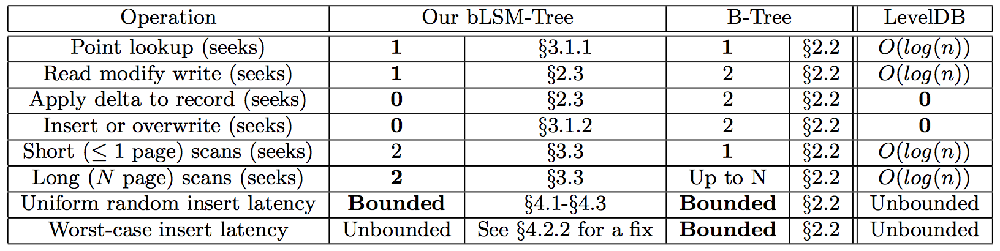 Operation Our bLSM-Tree B-Tree LevelDB
Point lookup (seeks) 1 §3.1.1 1 §2.2 O(log(n))
Read modify write (seeks) 1 §2.3 2 §2.2 O(log(n))
Apply delta to record (seeks) 0 §2.3 2 §2.2 0
Insert or overwrite (seeks) 0 §3.1.2 2 §2.2 0
Short (≤ 1 page) scans (seeks) 2 §3.3 1 §2.2 O(log(n))
Long (N page) scans (seeks) 2 §3.3 Up to N §2.2 O(log(n))
Uniform random insert latency Bounded §4.1-§4.3 Bounded §2.2 Unbounded
Worst-case insert latency Unbounded See §4.2.2 for a fix Bounded §2.2 Unbounded